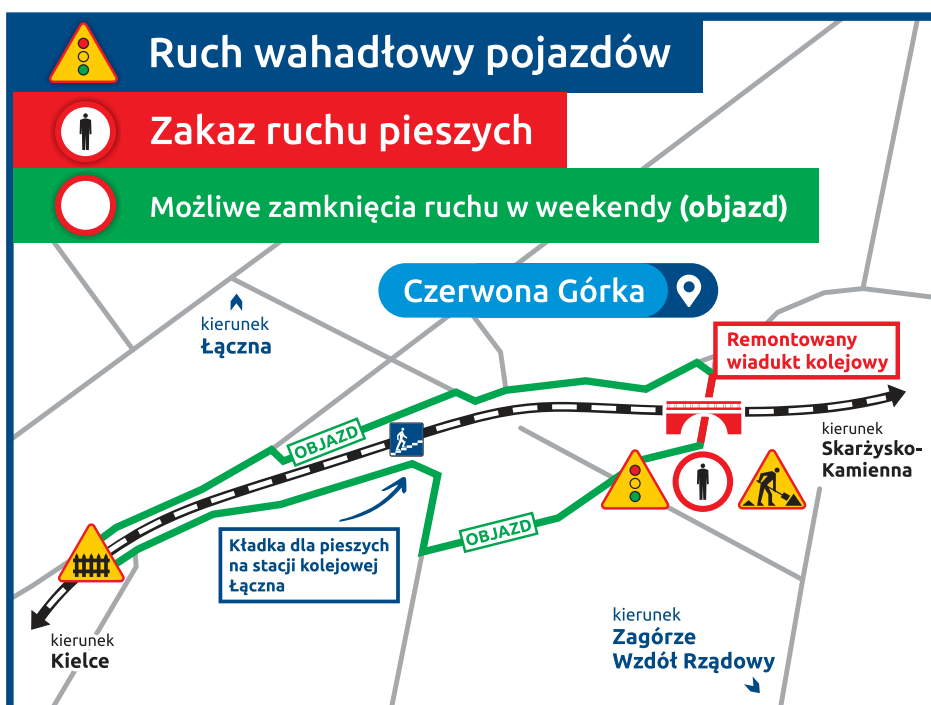 Ruch wahadłowy pojazdów
Zakaz ruchu pieszych
Możliwe zamknięcia ruchu w weekendy (objazd)
Czerwona Górka
kierunek
Łączna
Remontowany
wiadukt kolejowy
OBJAZD
kierunek
Skarżysko-
Kamienna
OBJAZD
Kładka dla pieszych
na stacji kolejowej
Łączna
kierunek
Kielce
kierunek
Zagórze
Wzdół Rządowy